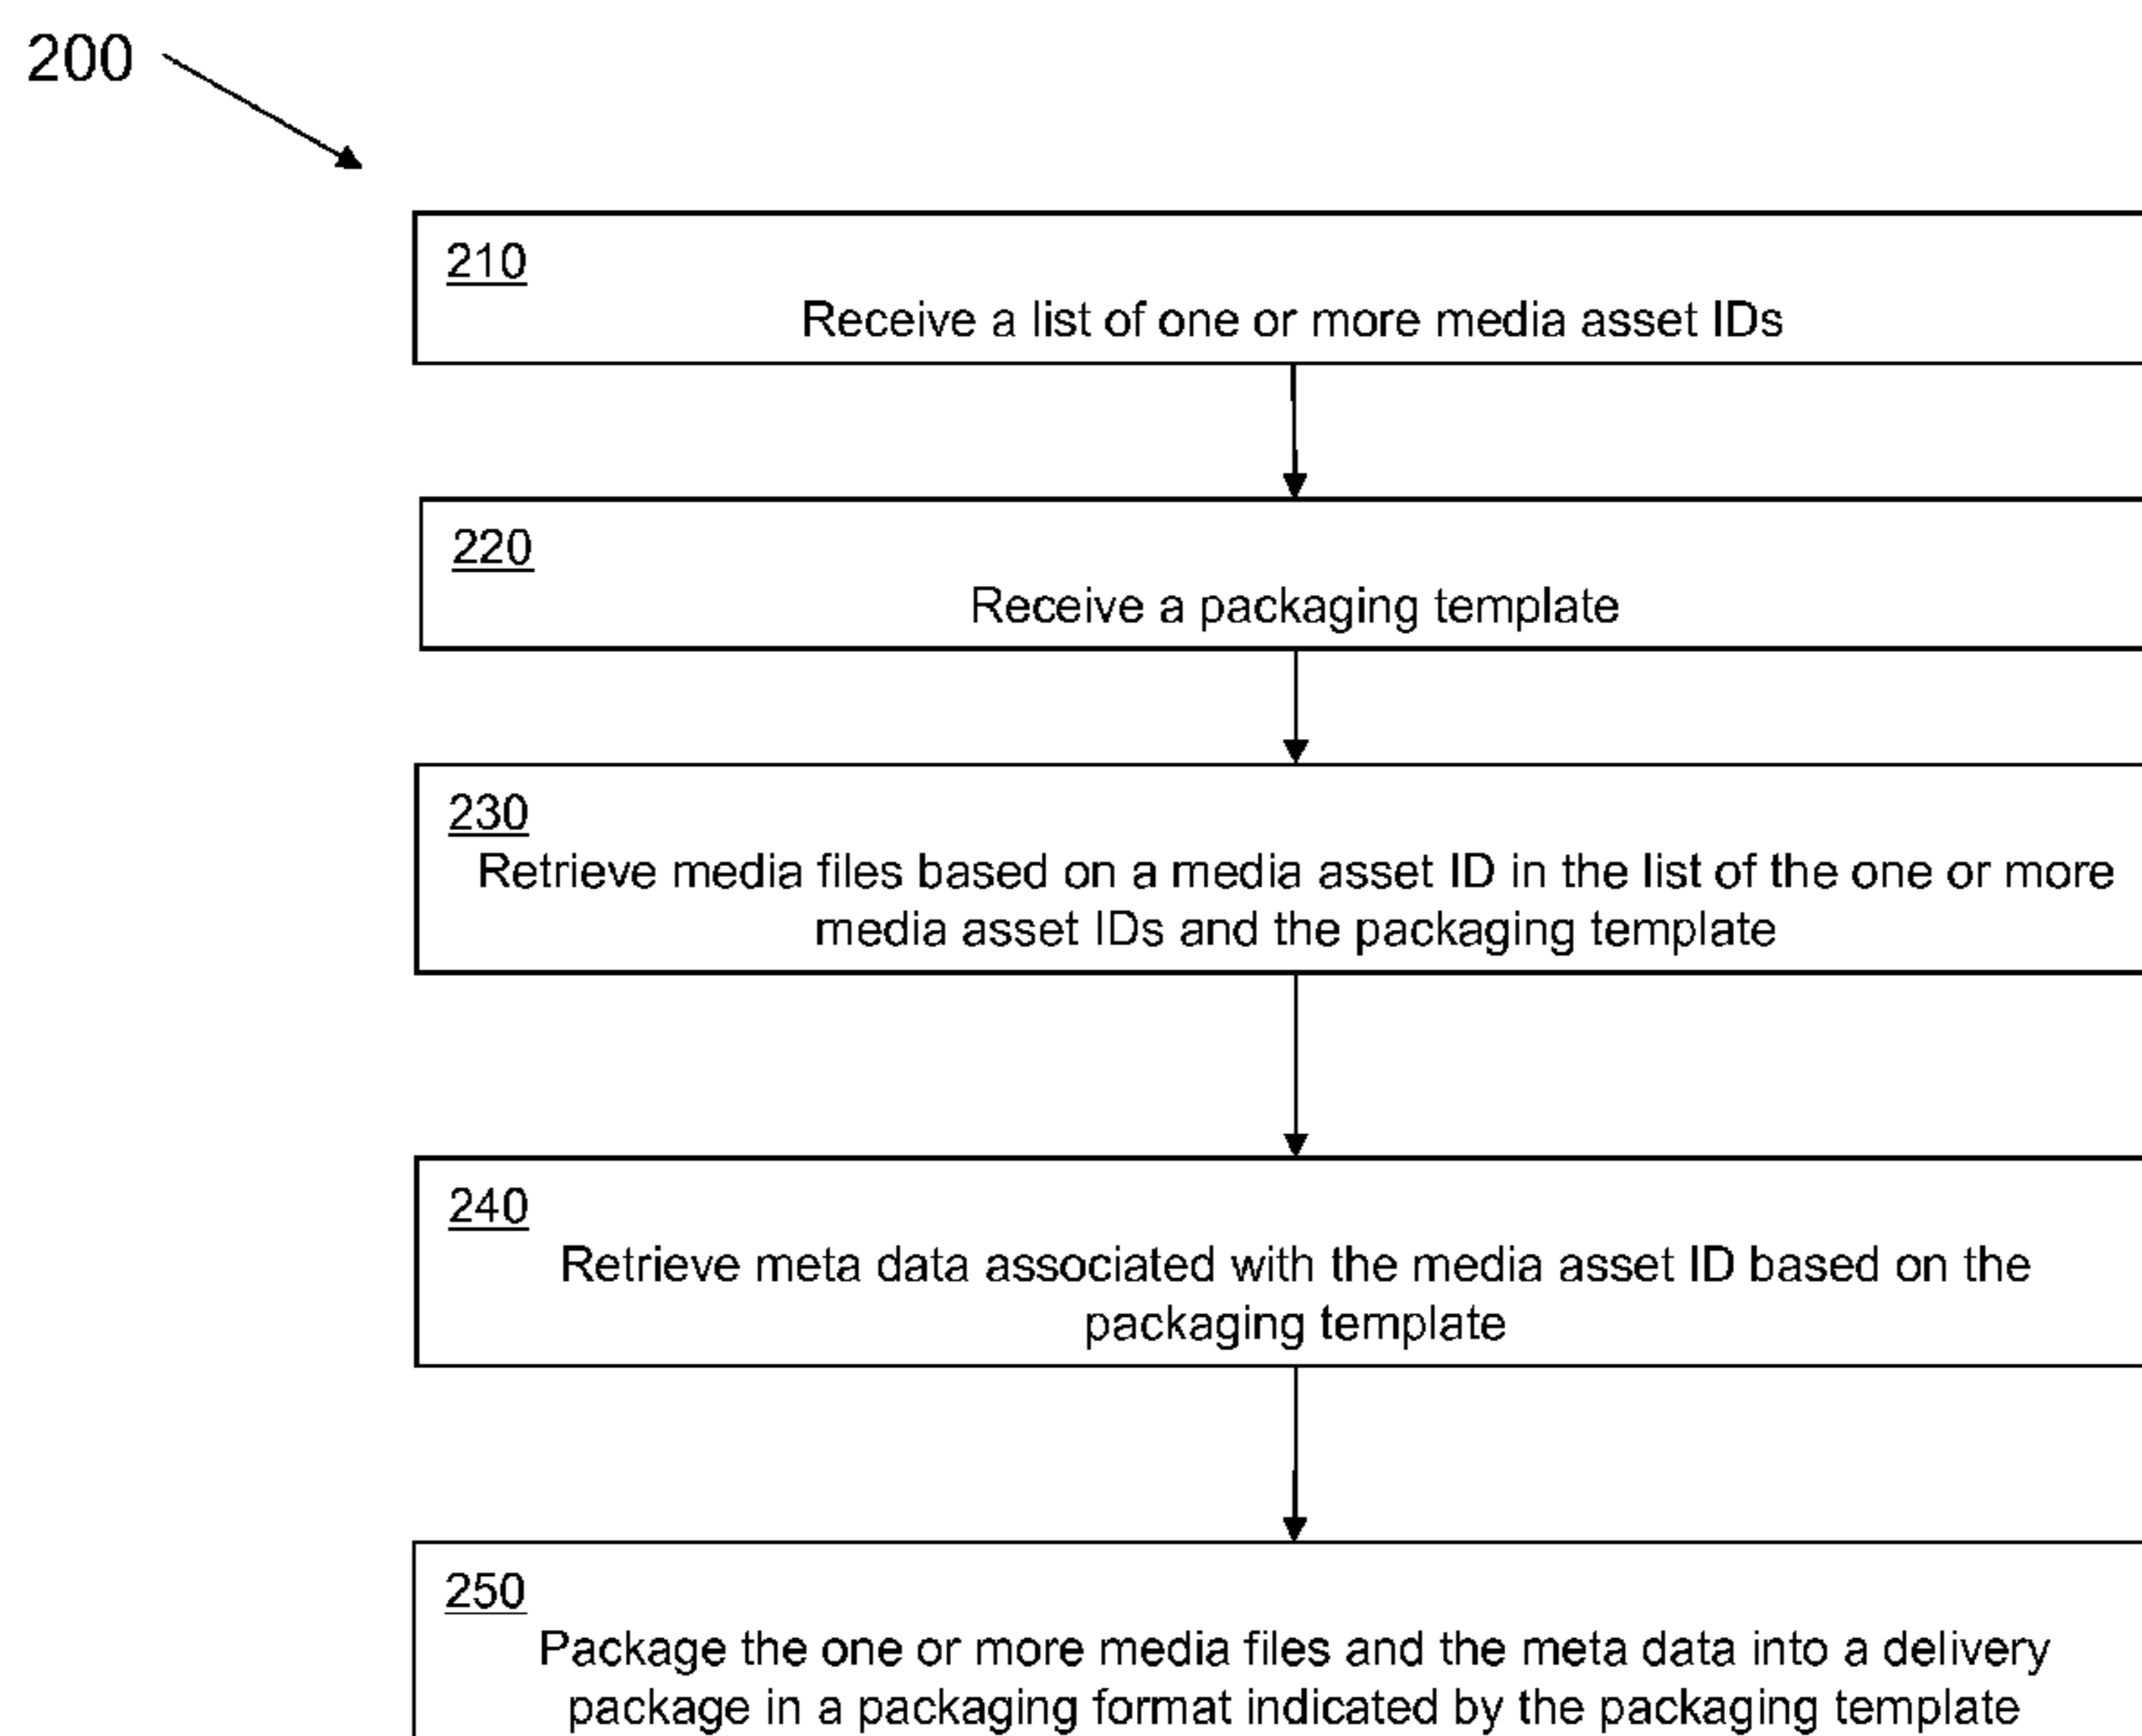 200
210
Receive a list of one or more media asset IDs
220
Receive a packaging template
230
Retrieve media files based on a media asset ID in the list of the one or more
media asset IDs and the packaging template
240
Retrieve meta data associated with the media asset ID based on the
packaging template
250
Package the one or more media files and the meta data into a delivery
package in a packaging format indicated by the packaging template